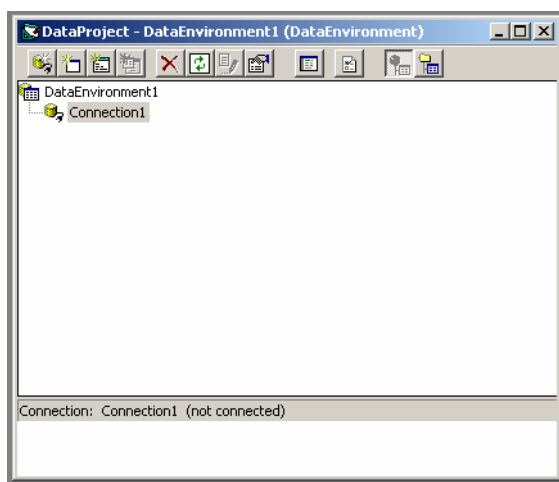 DataProject - DataEnvironment1 (DataEnvironment)
DataEnvironment1
Connection1
Connection: Connection1 (not connected)